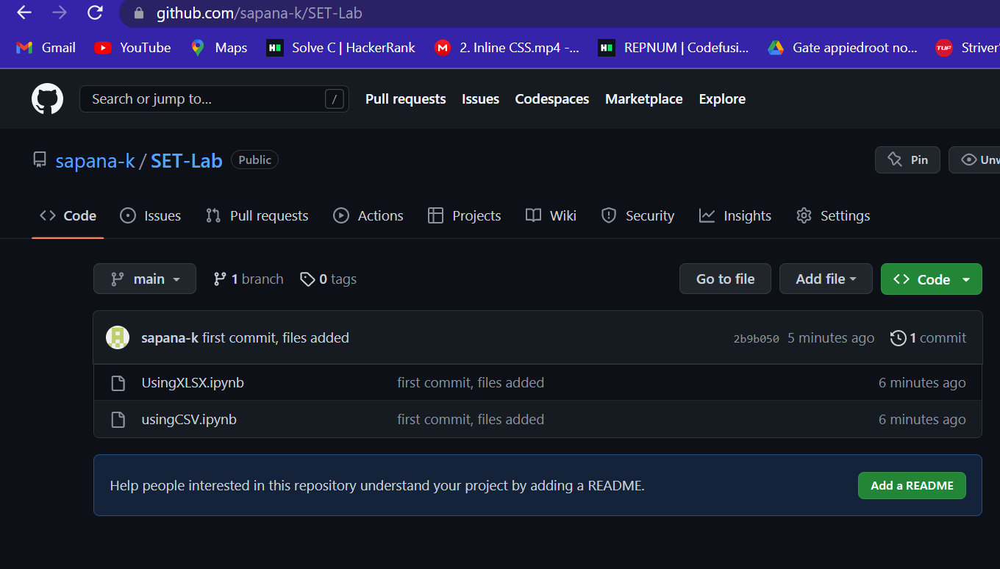 github.com/sapana-k/SET-Lab
Gmail YouTube Maps Solve C | HackerRank 2. Inline CSS.mp4 -... REPNUM | Codefusi... Gate appiedroot no... Striver'
Search or jump to... / Pull requests Issues Codespaces Marketplace Explore
sapana-k / SET-Lab Public Pin Unw
Code Issues Pull requests Actions Projects Wiki Security Insights Settings
main 1 branch 0 tags Go to file Add file Code
sapana-k first commit, files added 2b9b050 5 minutes ago 1 commit
UsingXLSX.ipynb first commit, files added 6 minutes ago
usingCSV.ipynb first commit, files added 6 minutes ago
Help people interested in this repository understand your project by adding a README. Add a README